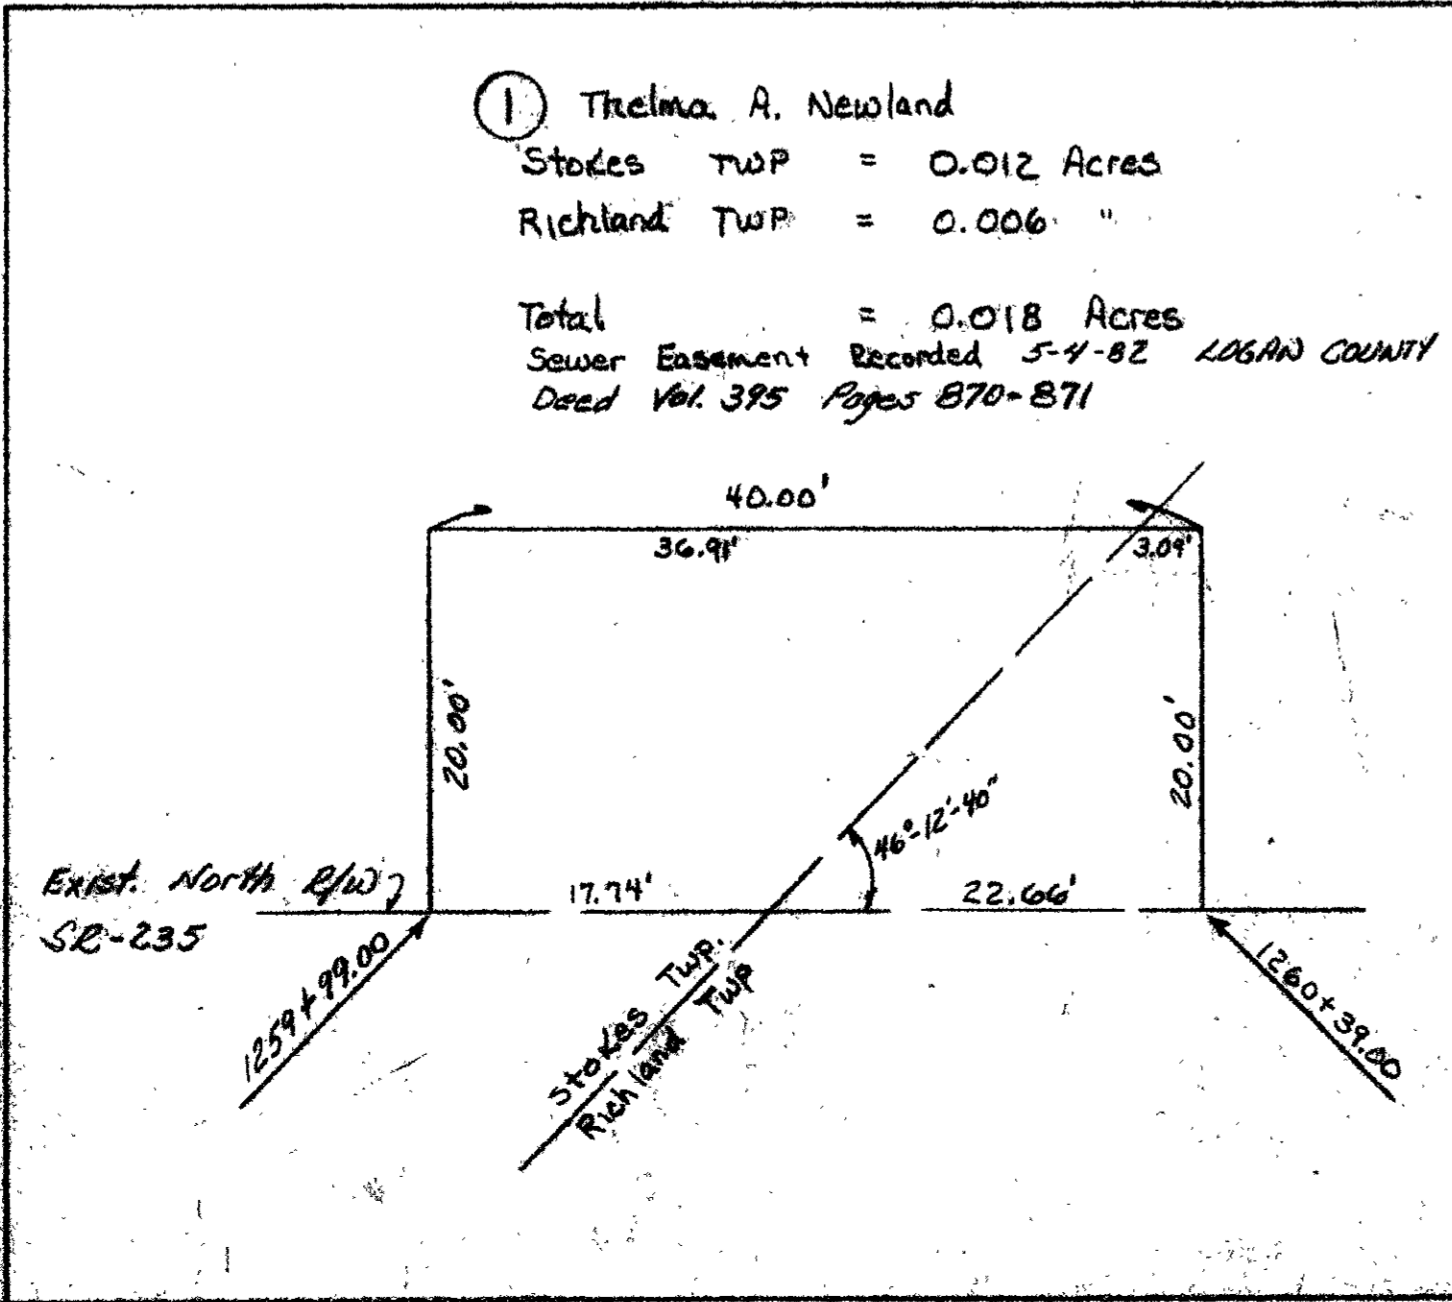 1 Thelma A. Newland
Stokes TWP = 0.012 Acres
Richland TWP = 0.006 "
Total = 0.018 Acres
Sewer Easement Recorded 5-4-82 LOGAN COUNTY
Deed Vol. 395 Pages 870-871
40.00'
36.91'
3.09'
20.00'
20.00'
46°-12'-40"
Exist. North R/W
SR-235
17.74'
22.66'
1259+99.00
Stokes Twp.
Richland Twp
1260+39.00